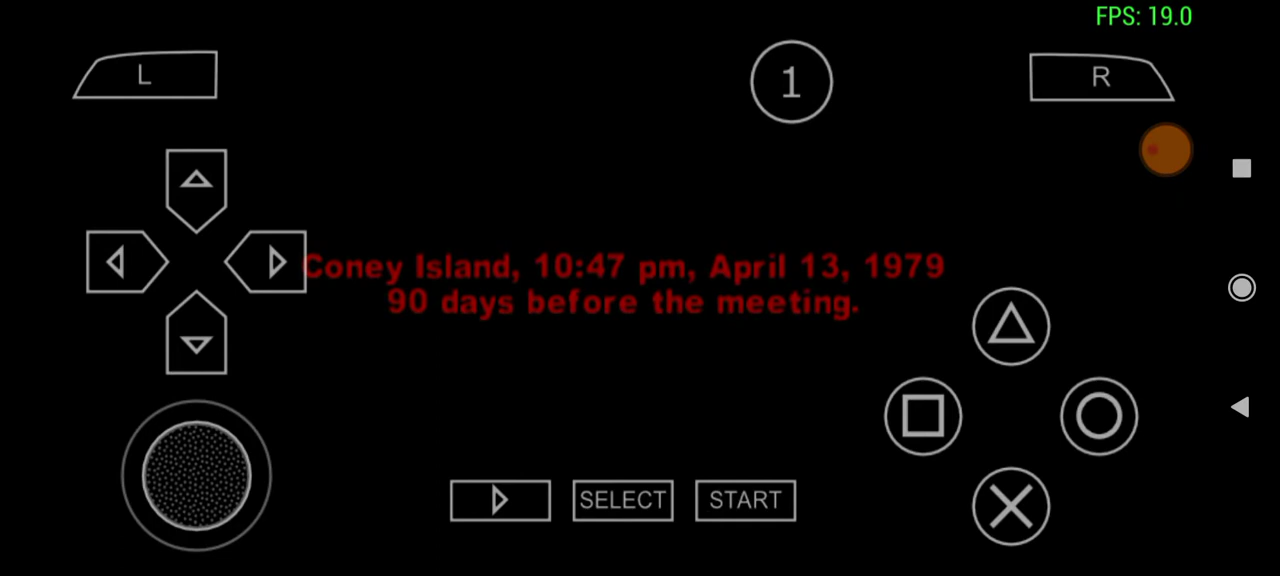 FPS: 19.0
L
1
R
Coney Island, 10:47 pm, April 13, 1979
90 days before the meeting.
SELECT
START